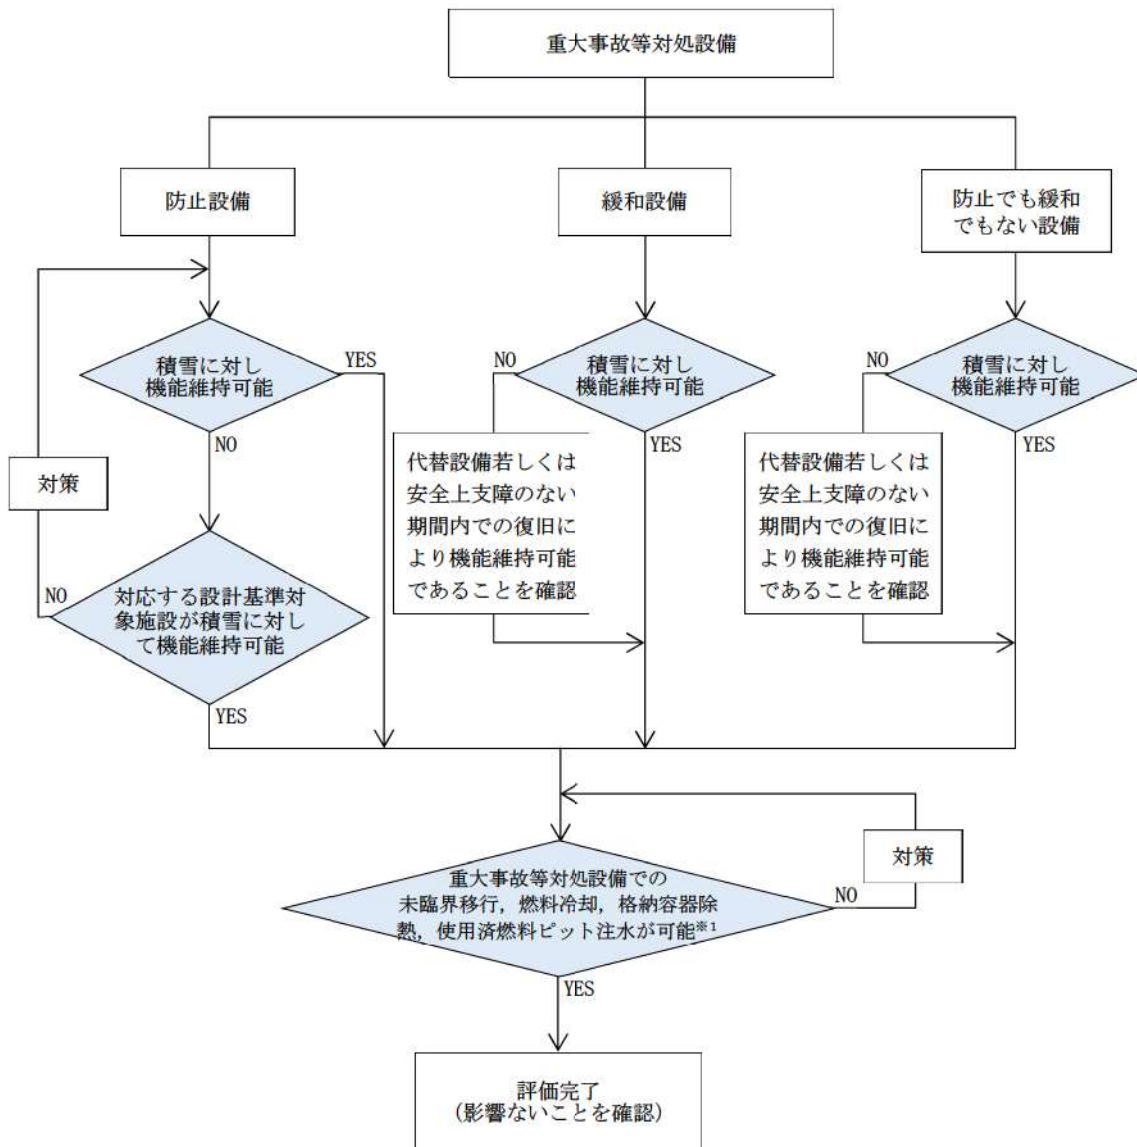 重大事故等対処設備
防止設備
緩和設備
防止でも緩和
でもない設備
積雪に対し
機能維持可能
YES
NO
対策
対応する設計基準対
象施設が積雪に対し
て機能維持可能
NO
YES
積雪に対し
機能維持可能
NO
YES
代替設備若しくは
安全上支障のない
期間内での復旧に
より機能維持可能
であることを確認
積雪に対し
機能維持可能
NO
YES
代替設備若しくは
安全上支障のない
期間内での復旧に
より機能維持可能
であることを確認
重大事故等対処設備での
未臨界移行，燃料冷却，格納容器除
熱，使用済燃料ピット注水が可能※1
NO
対策
YES
評価完了
（影響ないことを確認）